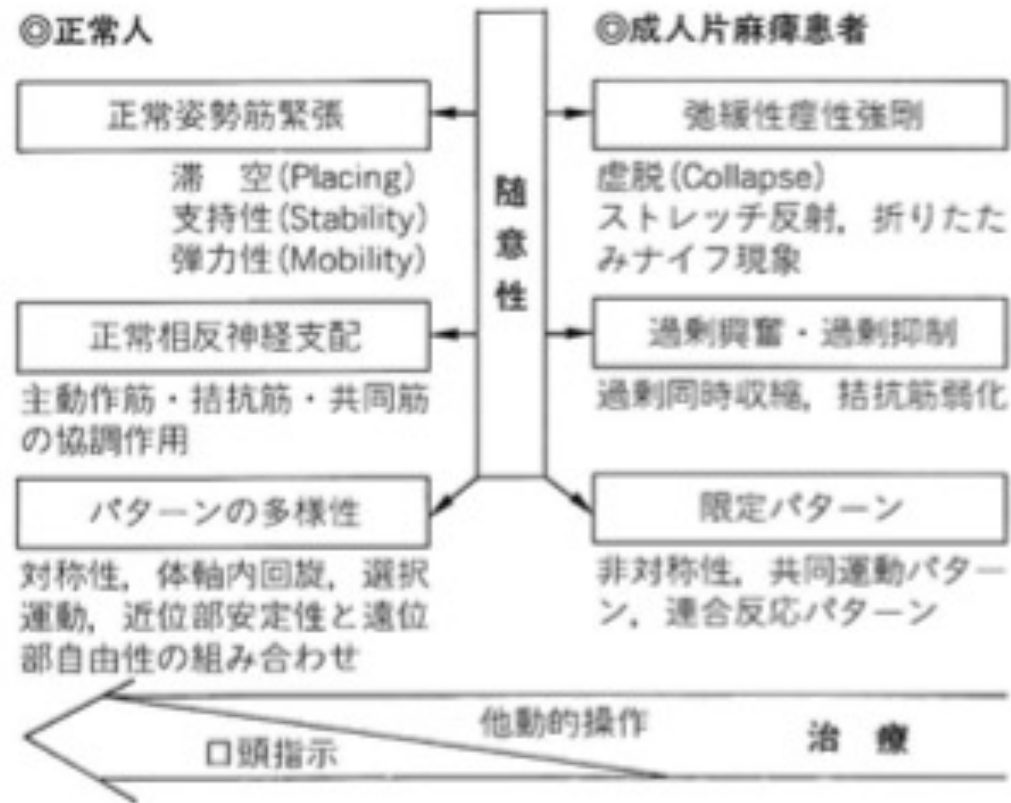 ◎正常人
正常姿勢筋緊張
滞　空(Placing)
支持性(Stability)
弾力性(Mobility)
正常相反神経支配
主動作筋・拮抗筋・共同筋
の協調作用
パターンの多様性
対称性，体軸内回旋，選択
運動，近位部安定性と遠位
部自由性の組み合わせ
随意性
◎成人片麻痺患者
弛緩性痙性強剛
虚脱(Collapse)
ストレッチ反射，折りたた
みナイフ現象
過剰興奮・過剰抑制
過剰同時収縮，拮抗筋弱化
限定パターン
非対称性，共同運動パター
ン，連合反応パターン
他動的操作
口頭指示
治　療